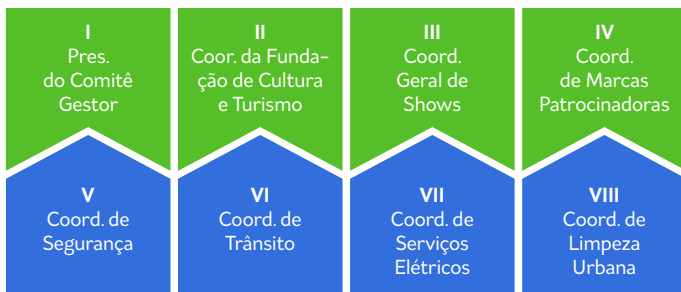 I
Pres.
do Comitê
Gestor
II
Coor. da Funda-
ção de Cultura
e Turismo
III
Coord.
Geral de
Shows
IV
Coord.
de Marcas
Patrocinadoras
V
Coord. de
Segurança
VI
Coord. de
Trânsito
VII
Coord. de
Serviços
Elétricos
VIII
Coord. de
Limpeza
Urbana